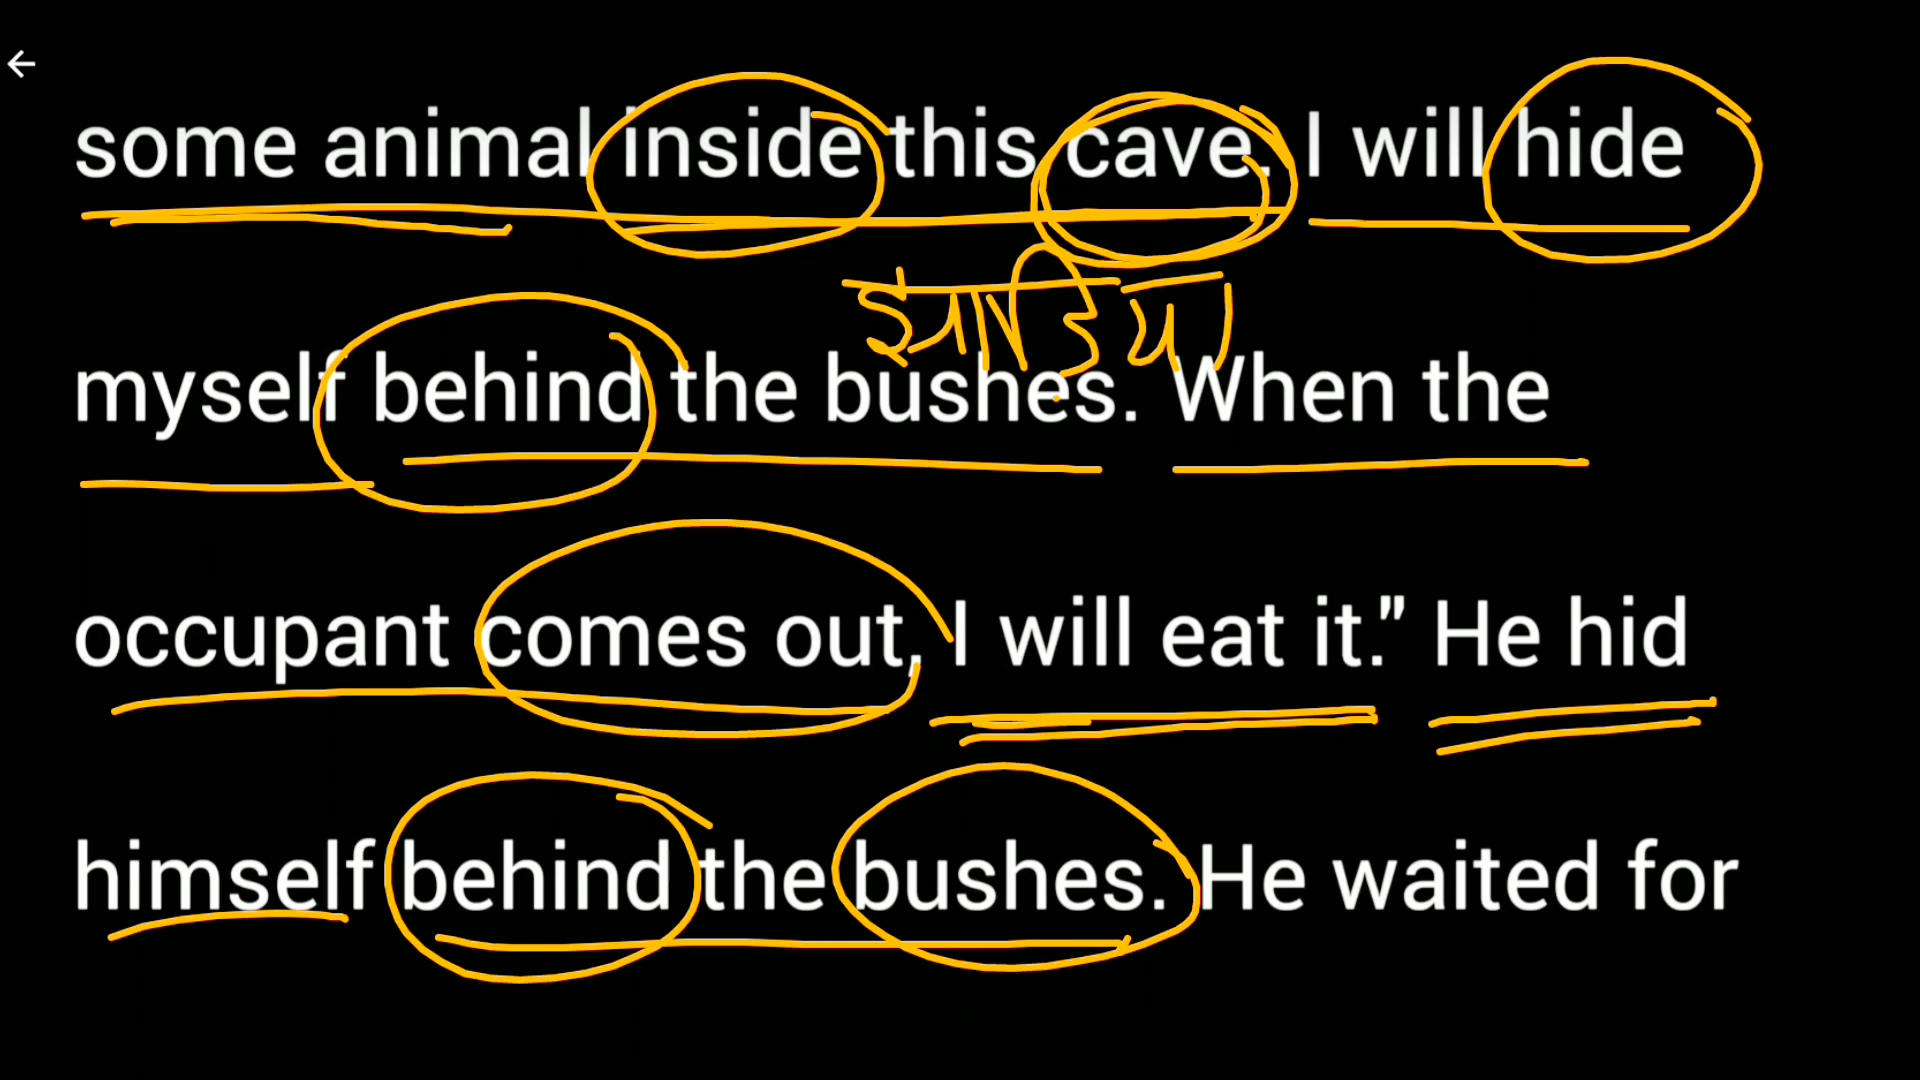 some animal inside this cave. I will hide
झाड़िया
myself behind the bushes. When the
occupant comes out, I will eat it." He hid
himself behind the bushes. He waited for